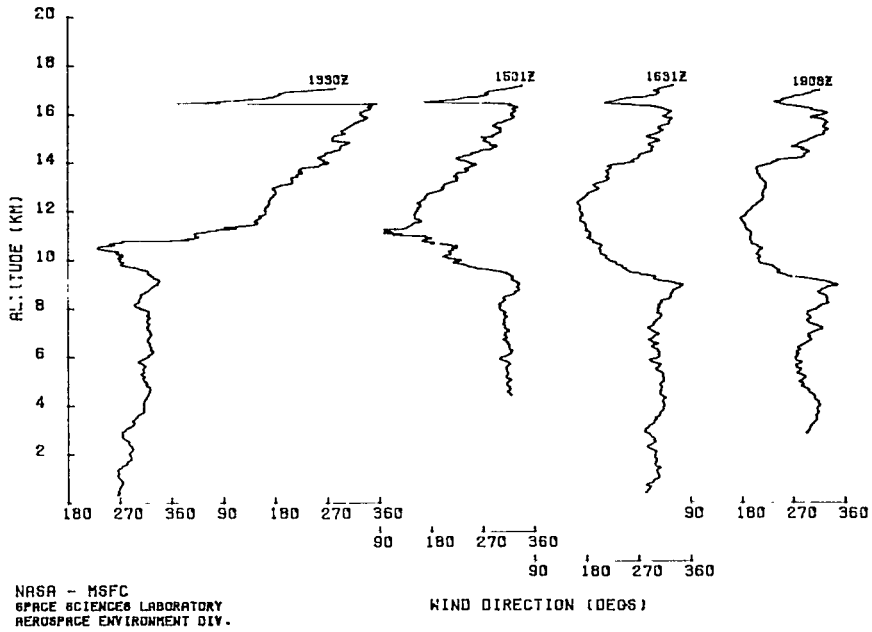 20
18
1330Z 1501Z 1631Z 1908Z
16
14
12
ALTITUDE (KM)
10
8
6
4
2
180 270 360 90 180 270 360 90 180 270 360
90 180 270 360
90 180 270 360
WIND DIRECTION (DEGS)
NASA - MSFC
SPACE SCIENCES LABORATORY
AEROSPACE ENVIRONMENT DIV.